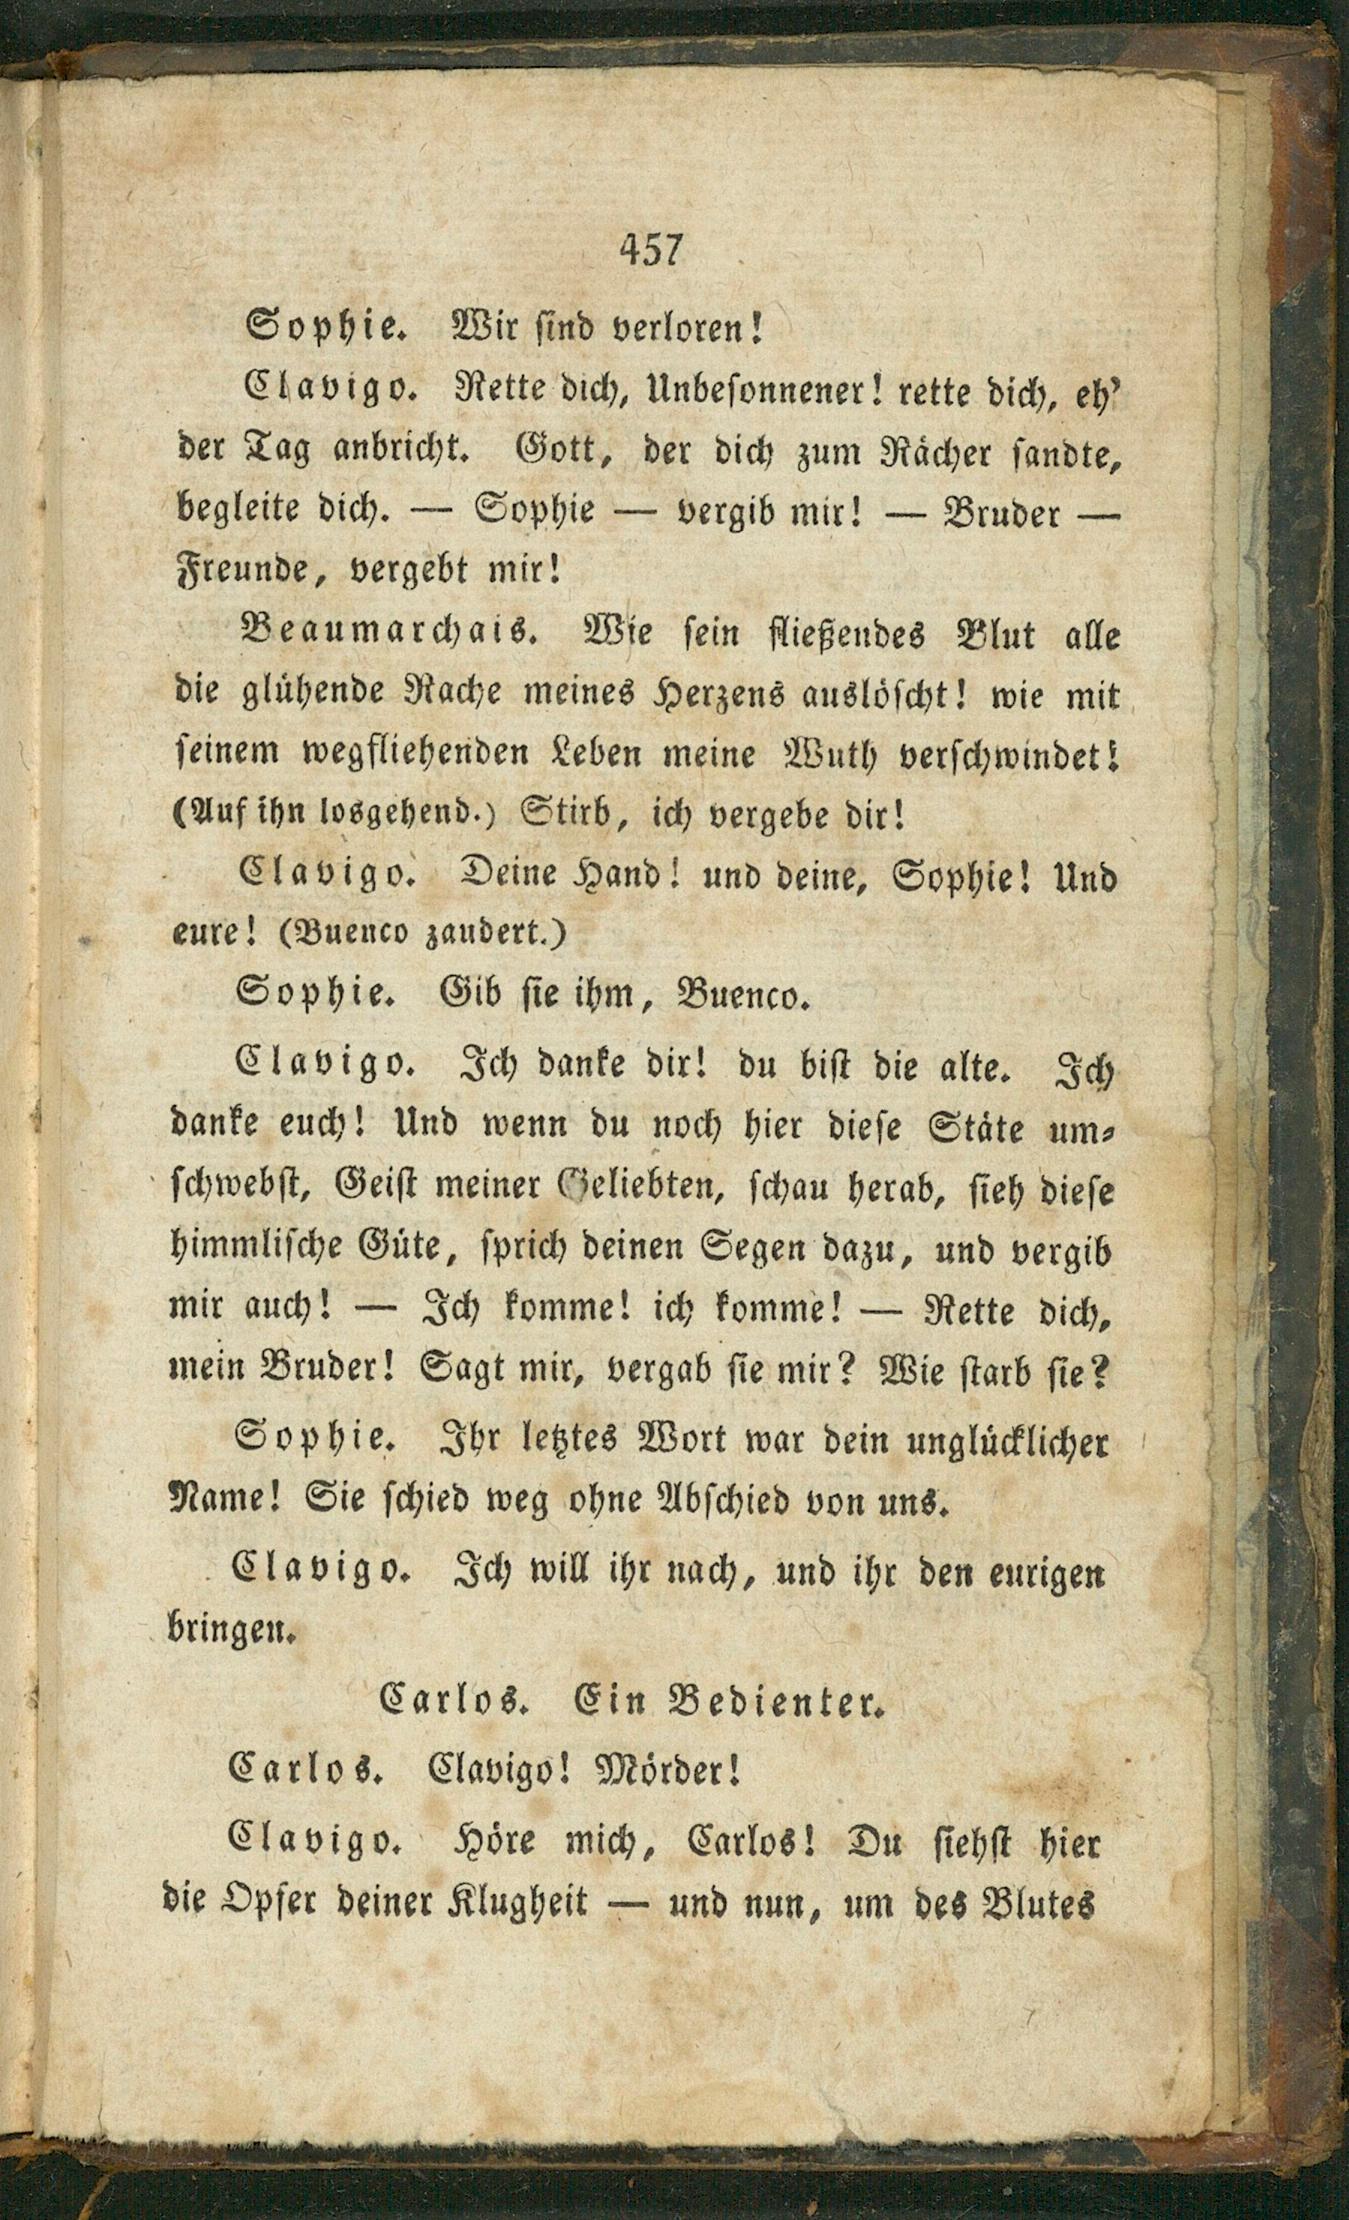 457
Sophie. Wir sind verloren!
Clavigo. Rette dich, Unbesonnener! rette dich, eh'
der Tag anbricht. Gott, der dich zum Rächer sandte,
begleite dich. — Sophie — vergib mir! — Bruder —
Freunde, vergebt mir!
Beaumarchais. Wie sein fließendes Blut alle
die glühende Rache meines Herzens auslöscht! wie mit
seinem wegfliehenden Leben meine Wuth verschwindet!
(Auf ihn losgehend.) Stirb, ich vergebe dir!
Clavigo. Deine Hand! und deine, Sophie! Und
eure! (Buenco zaudert.)
Sophie. Gib sie ihm, Buenco.
Clavigo. Ich danke dir! du bist die alte. Ich
danke euch! Und wenn du noch hier diese Stäte um-
schwebst, Geist meiner Geliebten, schau herab, sieh diese
himmlische Güte, sprich deinen Segen dazu, und vergib
mir auch! — Ich komme! ich komme! — Rette dich,
mein Bruder! Sagt mir, vergab sie mir? Wie starb sie?
Sophie. Ihr letztes Wort war dein unglücklicher
Name! Sie schied weg ohne Abschied von uns.
Clavigo. Ich will ihr nach, und ihr den eurigen
bringen.
Carlos. Ein Bedienter.
Carlos. Clavigo! Mörder!
Clavigo. Höre mich, Carlos! Du siehst hier
die Opfer deiner Klugheit — und nun, um des Blutes